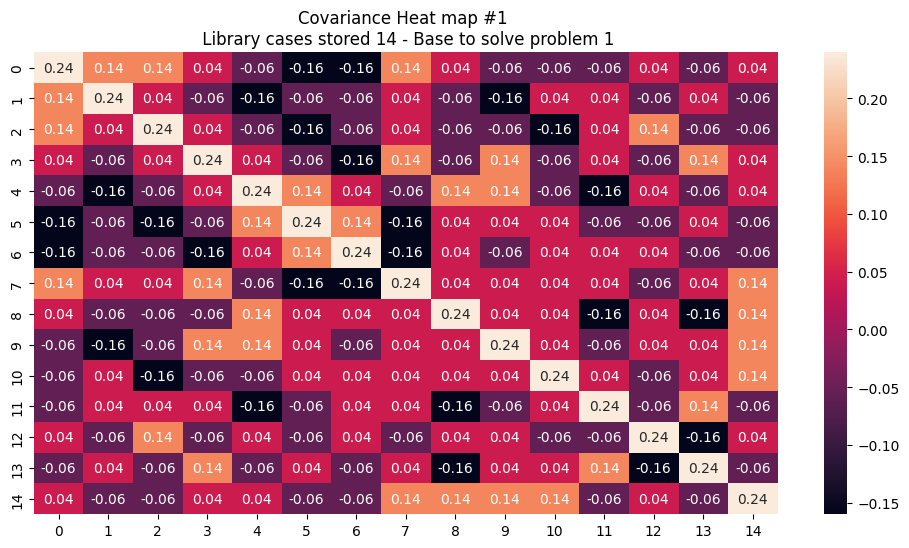 Covariance Heat map #1
Library cases stored 14 - Base to solve problem 1
0 0.24 0.14 0.14 0.04 -0.06 -0.16 -0.16 0.14 0.04 -0.06 -0.06 -0.06 0.04 -0.06 0.04
1 0.14 0.24 0.04 -0.06 -0.16 -0.06 -0.06 0.04 -0.06 -0.16 0.04 0.04 -0.06 0.04 -0.06
2 0.14 0.04 0.24 0.04 -0.06 -0.16 -0.06 0.04 -0.06 -0.06 -0.16 0.04 0.14 -0.06 -0.06
3 0.04 -0.06 0.04 0.24 0.04 -0.06 -0.16 0.14 -0.06 0.14 -0.06 0.04 -0.06 0.14 0.04
4 -0.06 -0.16 -0.06 0.04 0.24 0.14 0.04 -0.06 0.14 0.14 -0.06 -0.16 0.04 -0.06 0.04
5 -0.16 -0.06 -0.16 -0.06 0.14 0.24 0.14 -0.16 0.04 0.04 0.04 -0.06 -0.06 0.04 -0.06
6 -0.16 -0.06 -0.06 -0.16 0.04 0.14 0.24 -0.16 0.04 -0.06 0.04 0.04 0.04 -0.06 -0.06
7 0.14 0.04 0.04 0.14 -0.06 -0.16 -0.16 0.24 0.04 0.04 0.04 0.04 -0.06 0.04 0.14
8 0.04 -0.06 -0.06 -0.06 0.14 0.04 0.04 0.04 0.24 0.04 0.04 -0.16 0.04 -0.16 0.14
9 -0.06 -0.16 -0.06 0.14 0.14 0.04 -0.06 0.04 0.04 0.24 0.04 -0.06 0.04 0.04 0.14
10 -0.06 0.04 -0.16 -0.06 -0.06 0.04 0.04 0.04 0.04 0.04 0.24 0.04 -0.06 0.04 0.14
11 -0.06 0.04 0.04 0.04 -0.16 -0.06 0.04 0.04 -0.16 -0.06 0.04 0.24 -0.06 0.14 -0.06
12 0.04 -0.06 0.14 -0.06 0.04 -0.06 0.04 -0.06 0.04 0.04 -0.06 -0.06 0.24 -0.16 0.04
13 -0.06 0.04 -0.06 0.14 -0.06 0.04 -0.06 0.04 -0.16 0.04 0.04 0.14 -0.16 0.24 -0.06
14 0.04 -0.06 -0.06 0.04 0.04 -0.06 -0.06 0.14 0.14 0.14 0.14 -0.06 0.04 -0.06 0.24
0 1 2 3 4 5 6 7 8 9 10 11 12 13 14
0.20
0.15
0.10
0.05
0.00
−0.05
−0.10
−0.15